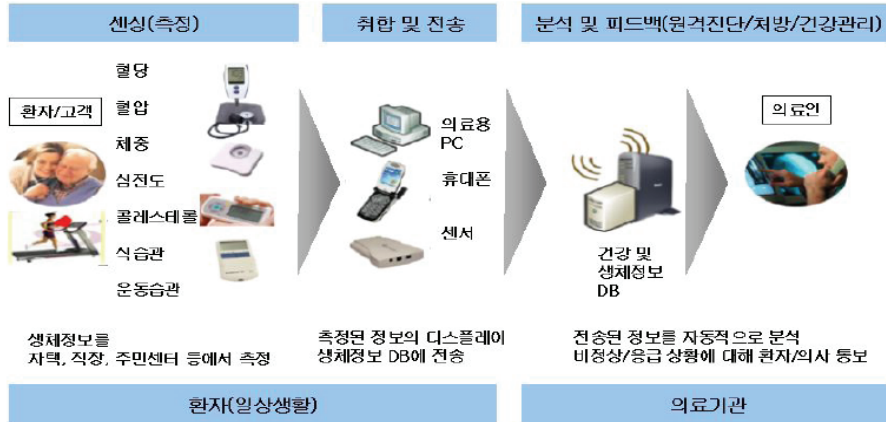 센싱(측정)
취합 및 전송
분석 및 피드백(원격진단/처방/건강관리)
환자/고객
혈당
혈압
체중
심전도
콜레스테롤
식습관
운동습관
의료용
PC
휴대폰
센서
건강 및
생체정보
DB
의료인
생체정보를
자택, 직장, 주민센터 등에서 측정
측정된 정보의 디스플레이
생체정보 DB에 전송
전송된 정보를 자동적으로 분석
비정상/응급 상황에 대해 환자/의사 통보
환자(일상생활)
의료기관